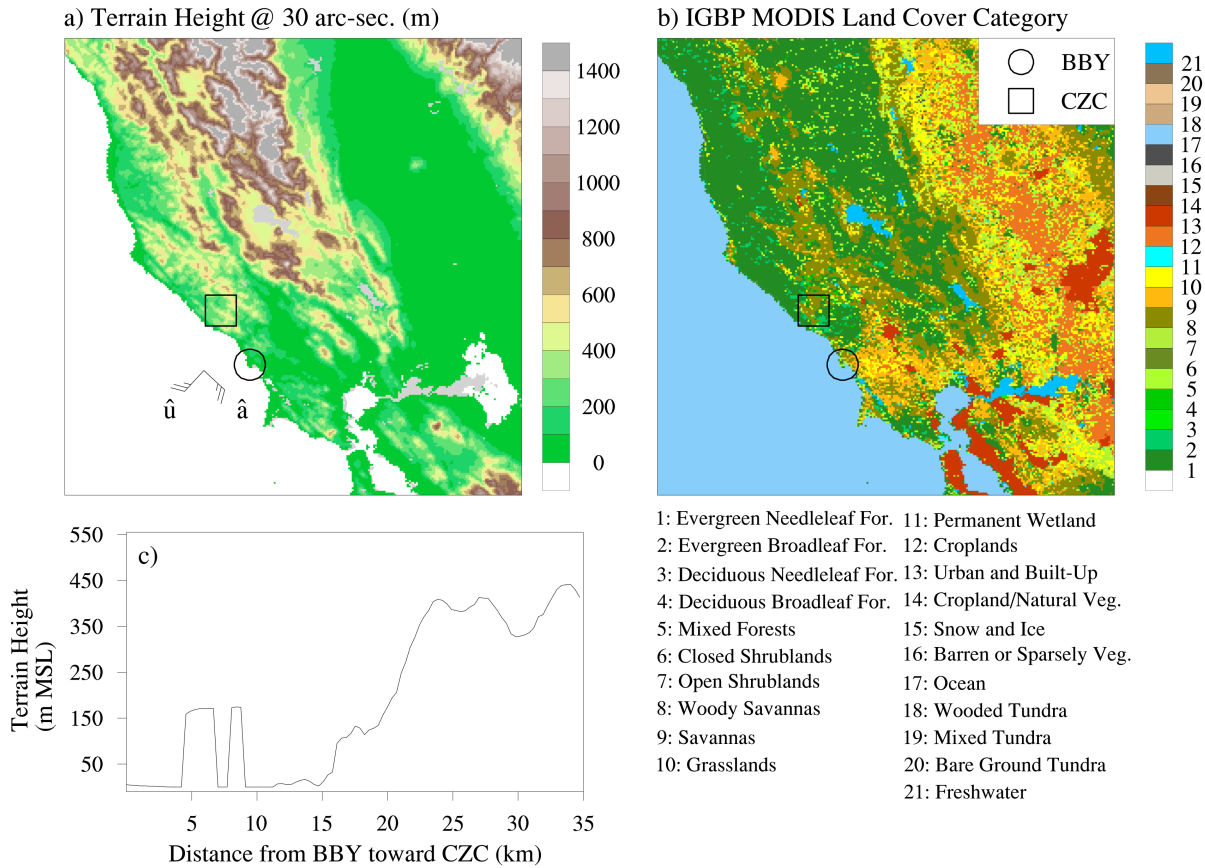 a) Terrain Height @ 30 arc-sec. (m)
1400
1200
1000
800
600
400
200
0
û
â
b) IGBP MODIS Land Cover Category
BBY
CZC
21
20
19
18
17
16
15
14
13
12
11
10
9
8
7
6
5
4
3
2
1
c)
550
450
350
250
150
50
Terrain Height
(m MSL)
5
10
15
20
25
30
35
Distance from BBY toward CZC (km)
1: Evergreen Needleleaf For.
2: Evergreen Broadleaf For.
3: Deciduous Needleleaf For.
4: Deciduous Broadleaf For.
5: Mixed Forests
6: Closed Shrublands
7: Open Shrublands
8: Woody Savannas
9: Savannas
10: Grasslands
11: Permanent Wetland
12: Croplands
13: Urban and Built-Up
14: Cropland/Natural Veg.
15: Snow and Ice
16: Barren or Sparsely Veg.
17: Ocean
18: Wooded Tundra
19: Mixed Tundra
20: Bare Ground Tundra
21: Freshwater